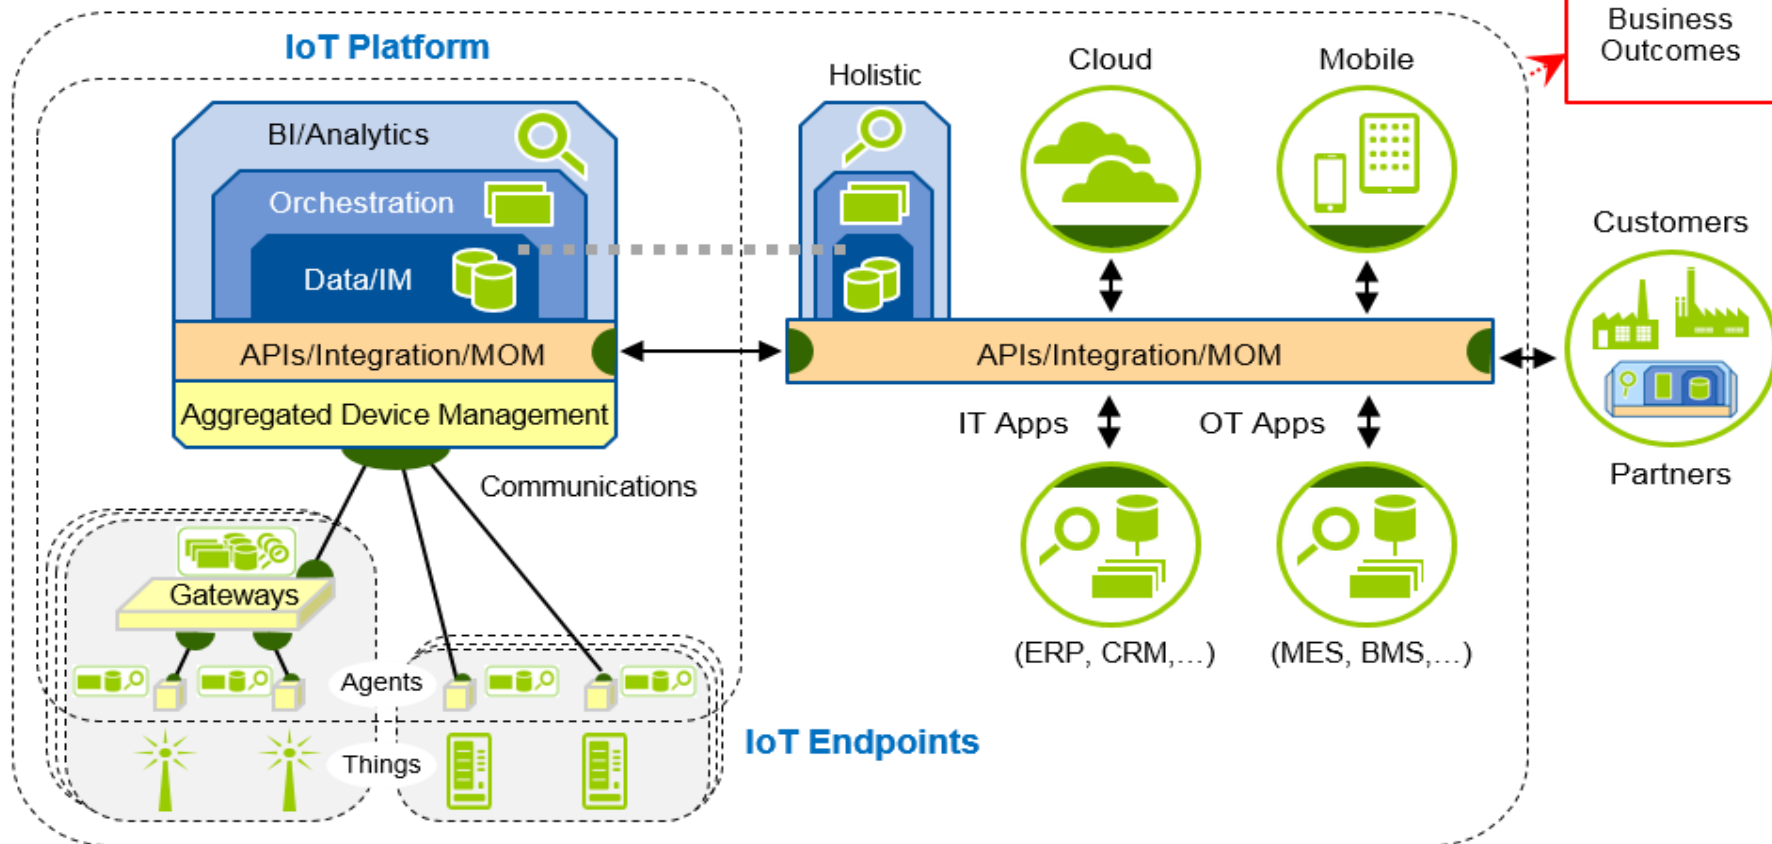 Business
Outcomes
IoT Platform
Holistic
Cloud
Mobile
BI/Analytics
Orchestration
Data/IM
APIs/Integration/MOM
Aggregated Device Management
APIs/Integration/MOM
Customers
Partners
IT Apps
OT Apps
Communications
Gateways
Agents
Things
(ERP, CRM,...)
(MES, BMS,...)
IoT Endpoints